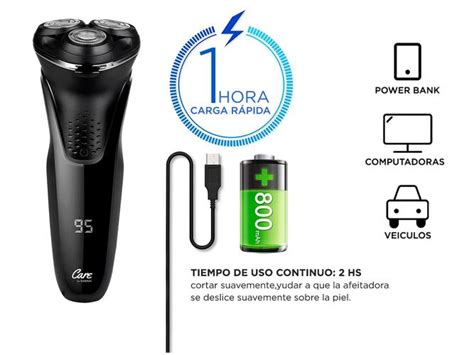 1 HORA
CARGA RÁPIDA
POWER BANK
COMPUTADORAS
VEICULOS
95
Care
800
mAh
TIEMPO DE USO CONTINUO: 2 HS
cortar suavemente,yudar a que la afeitadora
se deslice suavemente sobre la piel.